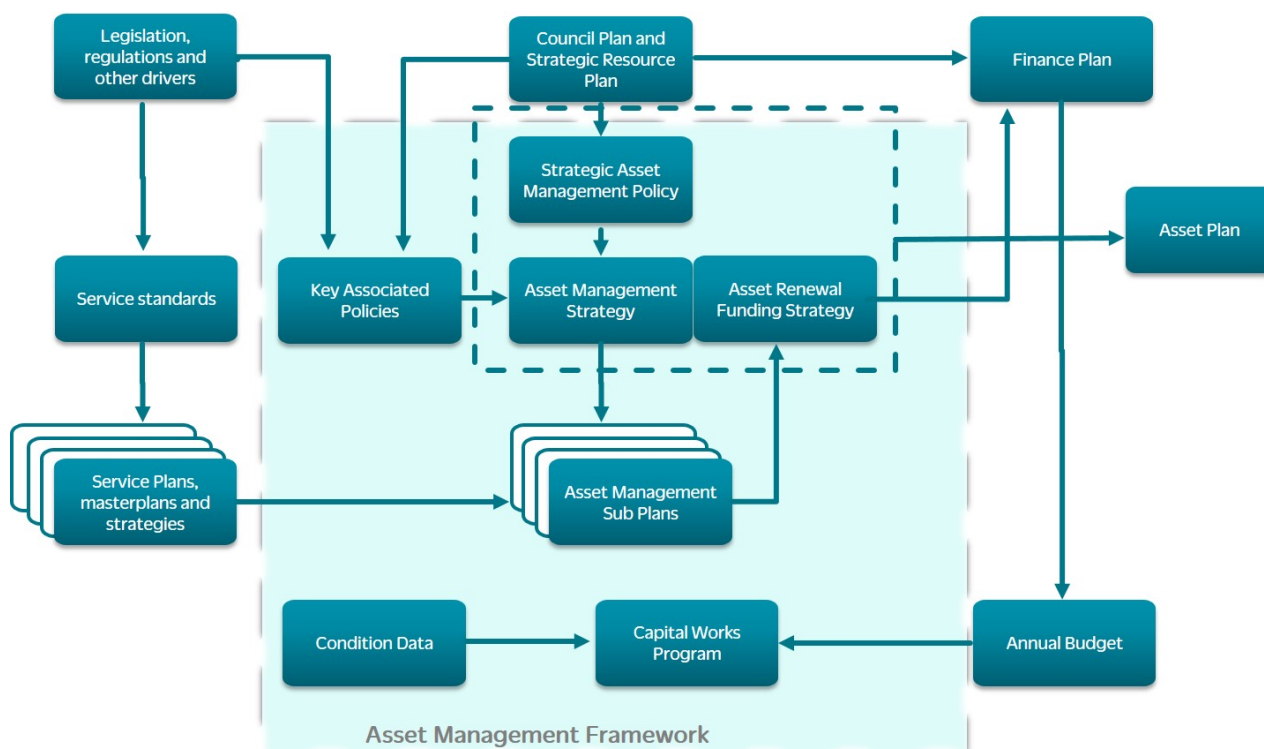 Legislation,
regulations and
other drivers
Council Plan and
Strategic Resource
Plan
Finance Plan
Strategic Asset
Management Policy
Asset Plan
Service standards
Key Associated
Policies
Asset Management
Strategy
Asset Renewal
Funding Strategy
Service Plans,
masterplans and
strategies
Asset Management
Sub Plans
Condition Data
Capital Works
Program
Annual Budget
Asset Management Framework